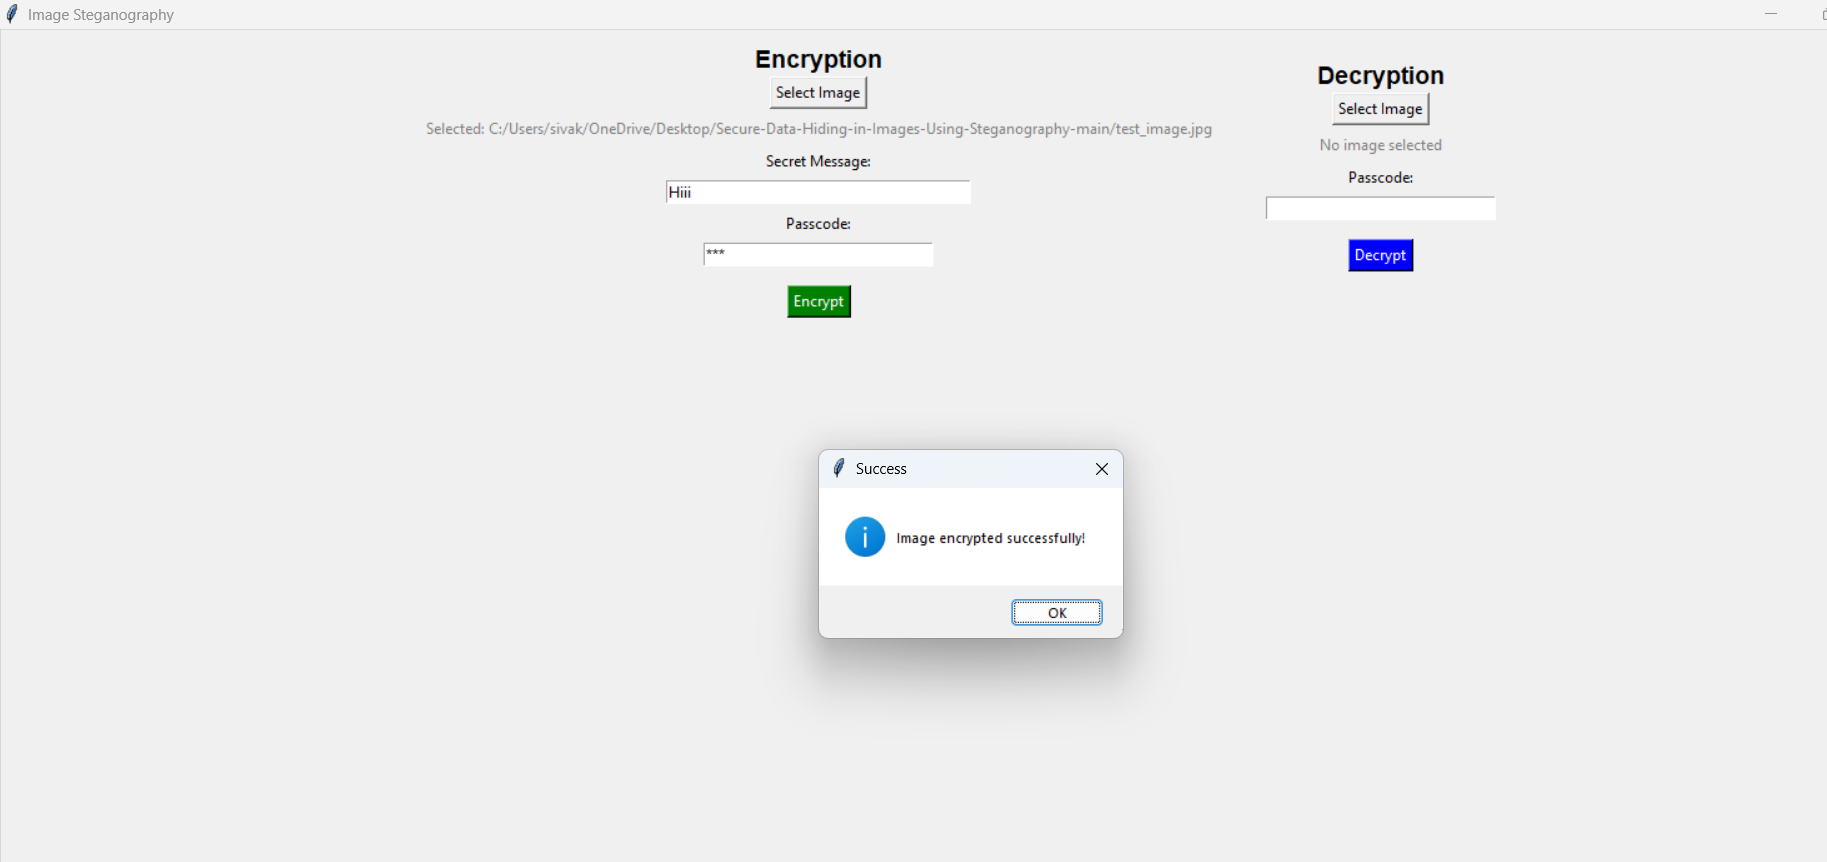 Image Steganography
Encryption
Select Image
Selected: C:/Users/sivak/OneDrive/Desktop/Secure-Data-Hiding-in-Images-Using-Steganography-main/test_image.jpg
Secret Message:
Hiii
Passcode:
***
Encrypt
Decryption
Select Image
No image selected
Passcode:
Decrypt
Success
Image encrypted successfully!
OK